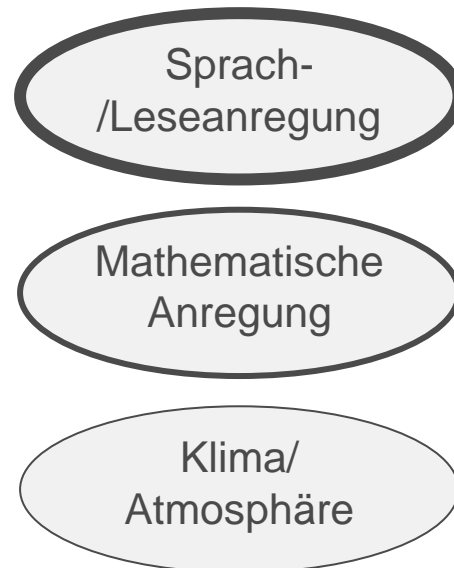 Sprach-
/Leseanregung
Mathematische
Anregung
Klima/
Atmosphäre